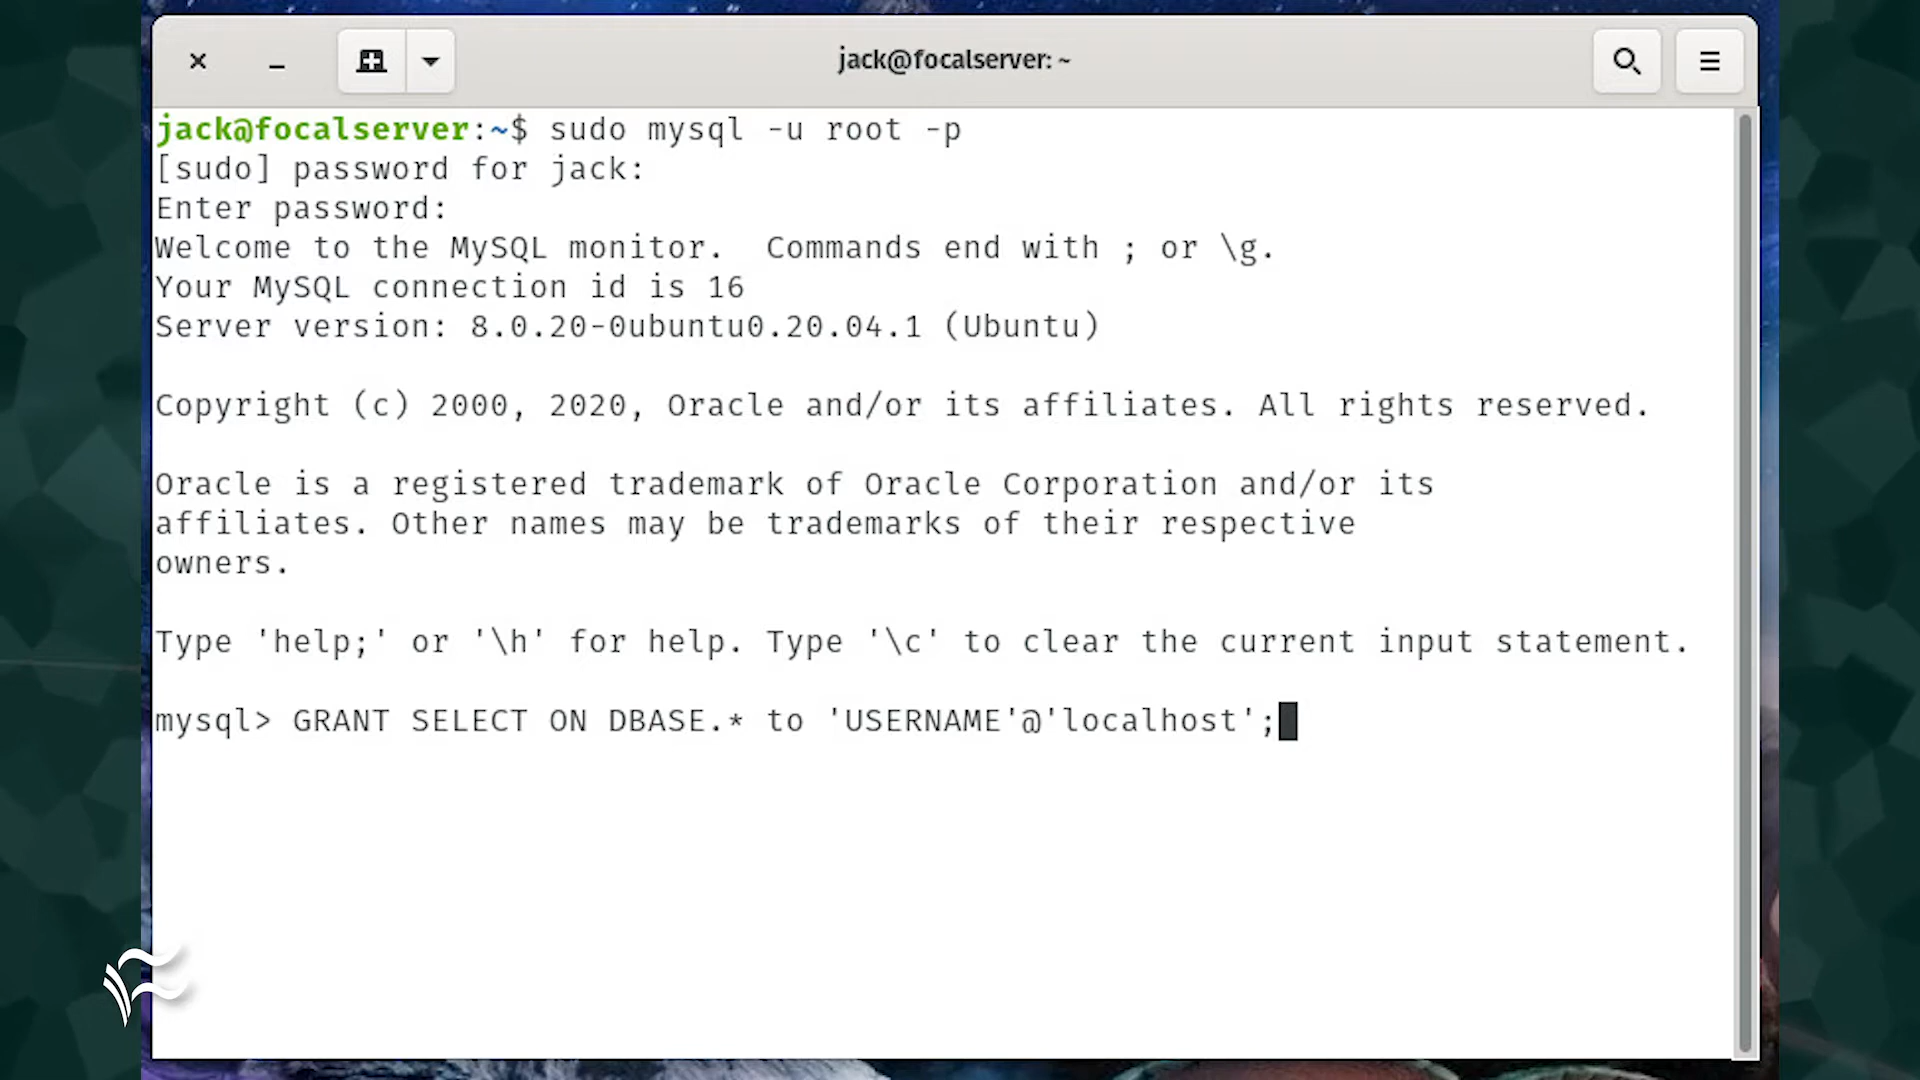 jack@focalserver: ~
jack@focalserver:~$ sudo mysql -u root -p
[sudo] password for jack:
Enter password:
Welcome to the MySQL monitor.  Commands end with ; or \g.
Your MySQL connection id is 16
Server version: 8.0.20-0ubuntu0.20.04.1 (Ubuntu)
Copyright (c) 2000, 2020, Oracle and/or its affiliates. All rights reserved.
Oracle is a registered trademark of Oracle Corporation and/or its
affiliates. Other names may be trademarks of their respective
owners.
Type 'help;' or '\h' for help. Type '\c' to clear the current input statement.
mysql> GRANT SELECT ON DBASE.* to 'USERNAME'@'localhost';